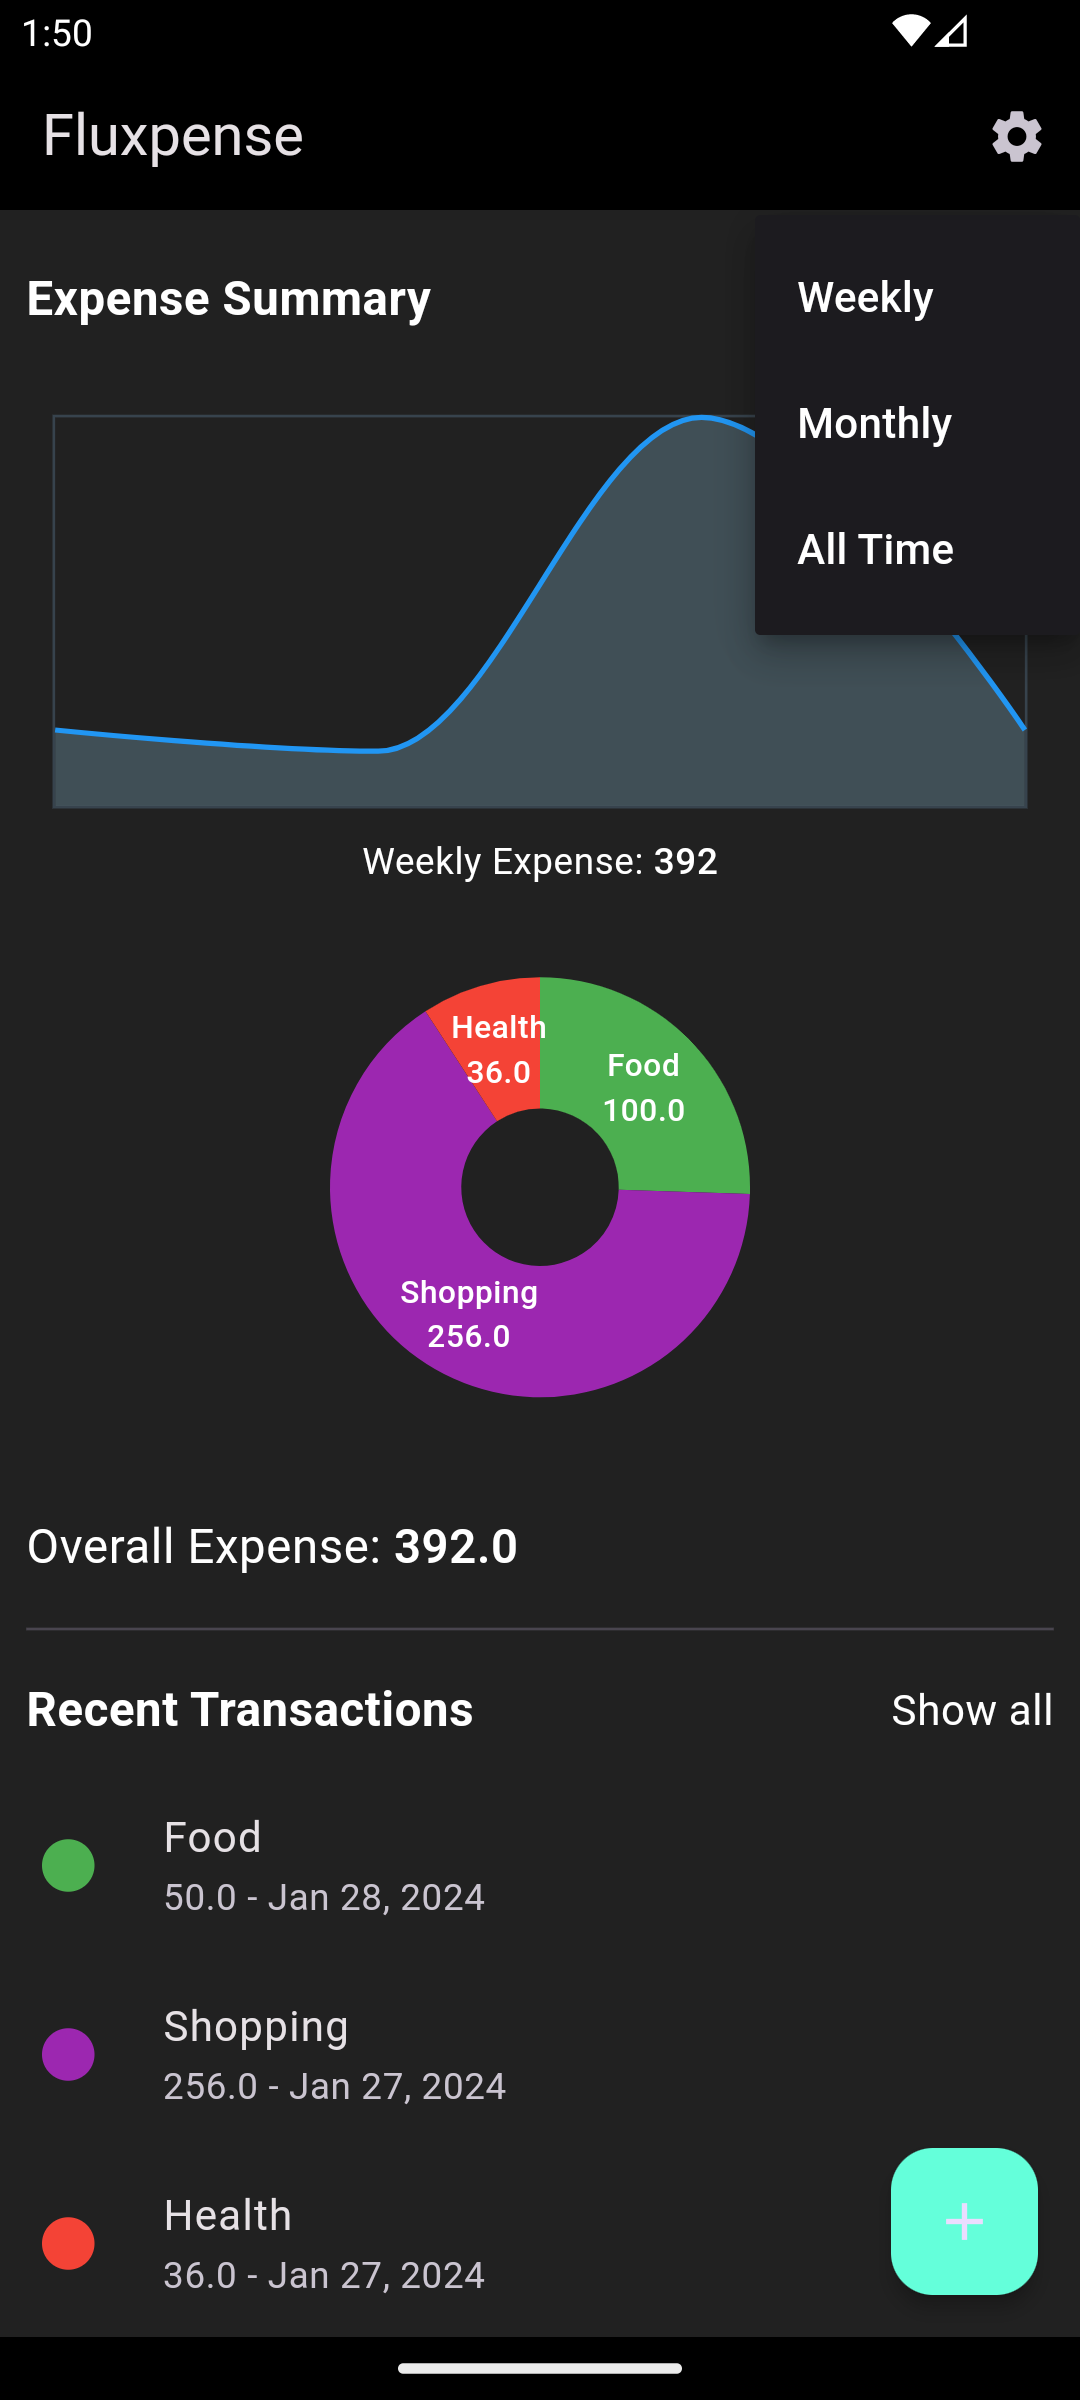 1:50
Fluxpense
Expense Summary
Weekly
Monthly
All Time
Weekly Expense: 392
Health
36.0
Food
100.0
Shopping
256.0
Overall Expense: 392.0
Recent Transactions
Show all
Food
50.0 - Jan 28, 2024
Shopping
256.0 - Jan 27, 2024
Health
36.0 - Jan 27, 2024